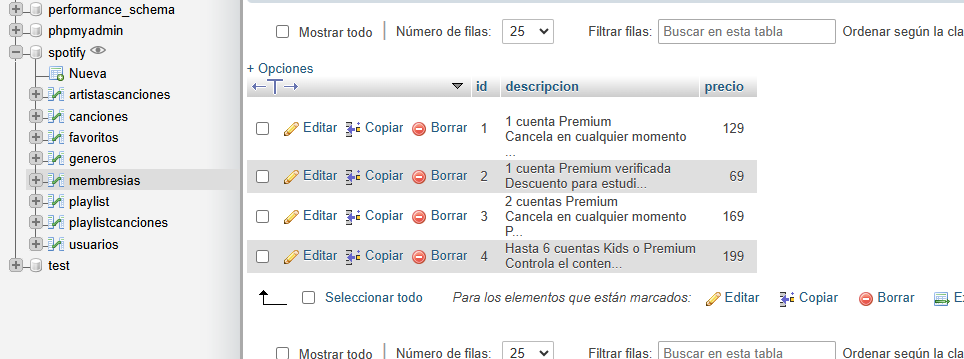 performance_schema
phpmyadmin
spotify
Nueva
artistascanciones
canciones
favoritos
generos
membresias
playlist
playlistcanciones
usuarios
test
Mostrar todo | Número de filas: 25 Filtrar filas: Buscar en esta tabla Ordenar según la cla
+ Opciones
←T→ id descripcion precio
Editar Copiar Borrar 1 1 cuenta Premium 129
Cancela en cualquier momento
...
Editar Copiar Borrar 2 1 cuenta Premium verificada 69
Descuento para estudi...
Editar Copiar Borrar 3 2 cuentas Premium 169
Cancela en cualquier momento
P...
Editar Copiar Borrar 4 Hasta 6 cuentas Kids o Premium 199
Controla el conten...
Seleccionar todo Para los elementos que están marcados: Editar Copiar Borrar E
Mostrar todo | Número de filas: 25 Filtrar filas: Buscar en esta tabla Ordenar según la cla